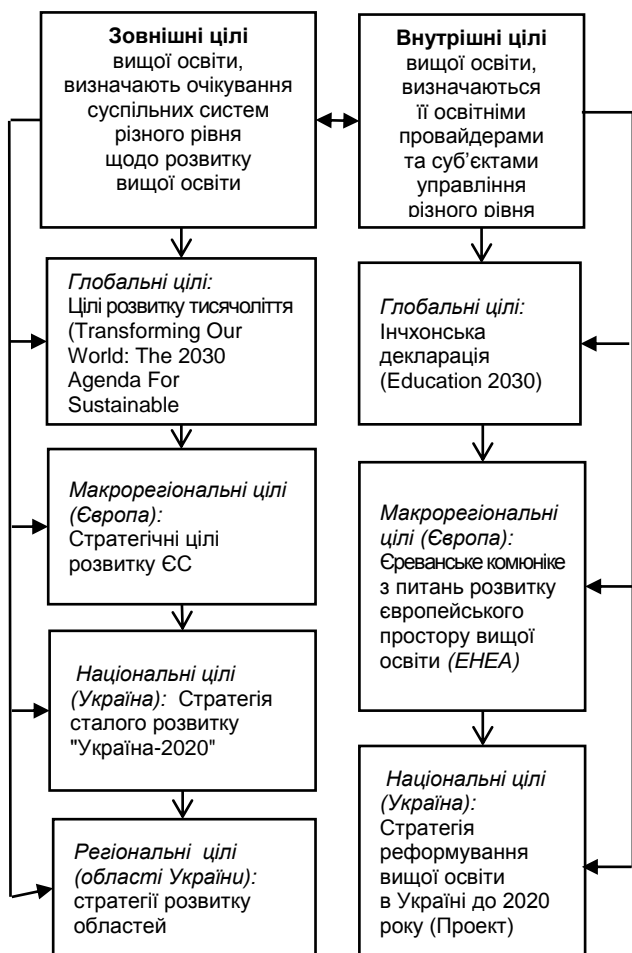 Зовнішні цілі
вищої освіти,
визначають очікування
суспільних систем
різного рівня
щодо розвитку
вищої освіти
Внутрішні цілі
вищої освіти,
визначаються
її освітніми
провайдерами
та суб’єктами
управління
різного рівня
Глобальні цілі:
Цілі розвитку тисячоліття
(Transforming Our
World: The 2030
Agenda For
Sustainable
Глобальні цілі:
Інчхонська
декларація
(Education 2030)
Макрорегіональні цілі
(Європа):
Стратегічні цілі
розвитку ЄС
Макрорегіональні
цілі (Європа):
Єреванське комюніке
з питань розвитку
європейського
простору вищої
освіти (EHEA)
Національні цілі
(Україна): Стратегія
сталого розвитку
"Україна-2020"
Національні цілі
(Україна):
Стратегія
реформування
вищої освіти
в Україні до 2020
року (Проект)
Регіональні цілі
(області України):
стратегії розвитку
областей